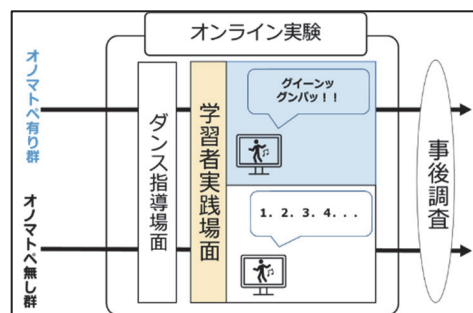 オンライン実験
オノマトペ有り群
オノマトペ無し群
ダンス指導場面
学習者実践場面
グイーンッ
グンバッ！！
1. 2. 3. 4. . .
事後調査